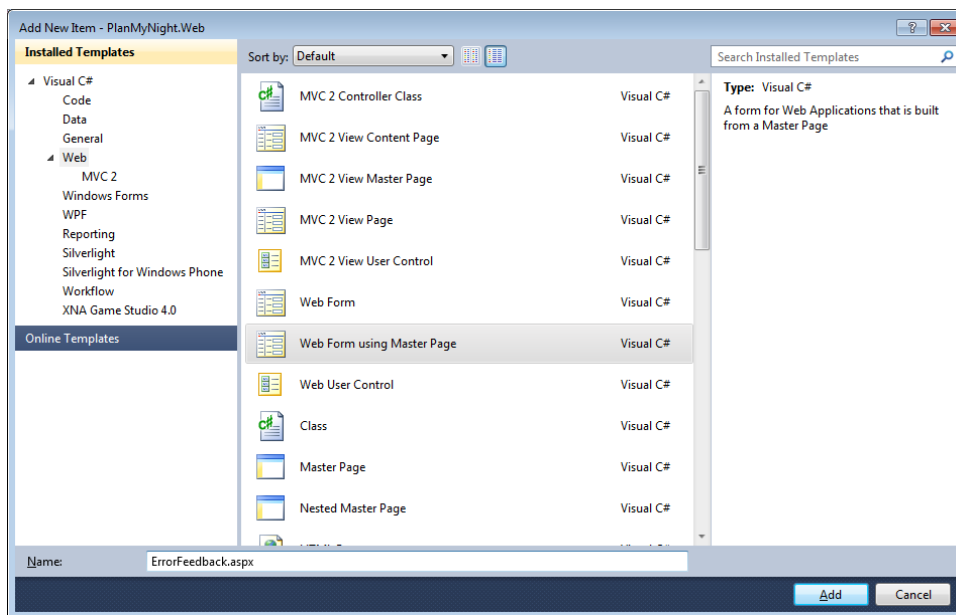 Add New Item - PlanMyNight.Web
Installed Templates
Visual C#
Code
Data
General
Web
MVC 2
Windows Forms
WPF
Reporting
Silverlight
Silverlight for Windows Phone
Workflow
XNA Game Studio 4.0
Online Templates
Sort by: Default
MVC 2 Controller Class Visual C#
MVC 2 View Content Page Visual C#
MVC 2 View Master Page Visual C#
MVC 2 View Page Visual C#
MVC 2 View User Control Visual C#
Web Form Visual C#
Web Form using Master Page Visual C#
Web User Control Visual C#
Class Visual C#
Master Page Visual C#
Nested Master Page Visual C#
Search Installed Templates
Type: Visual C#
A form for Web Applications that is built
from a Master Page
Name: ErrorFeedback.aspx
Add Cancel